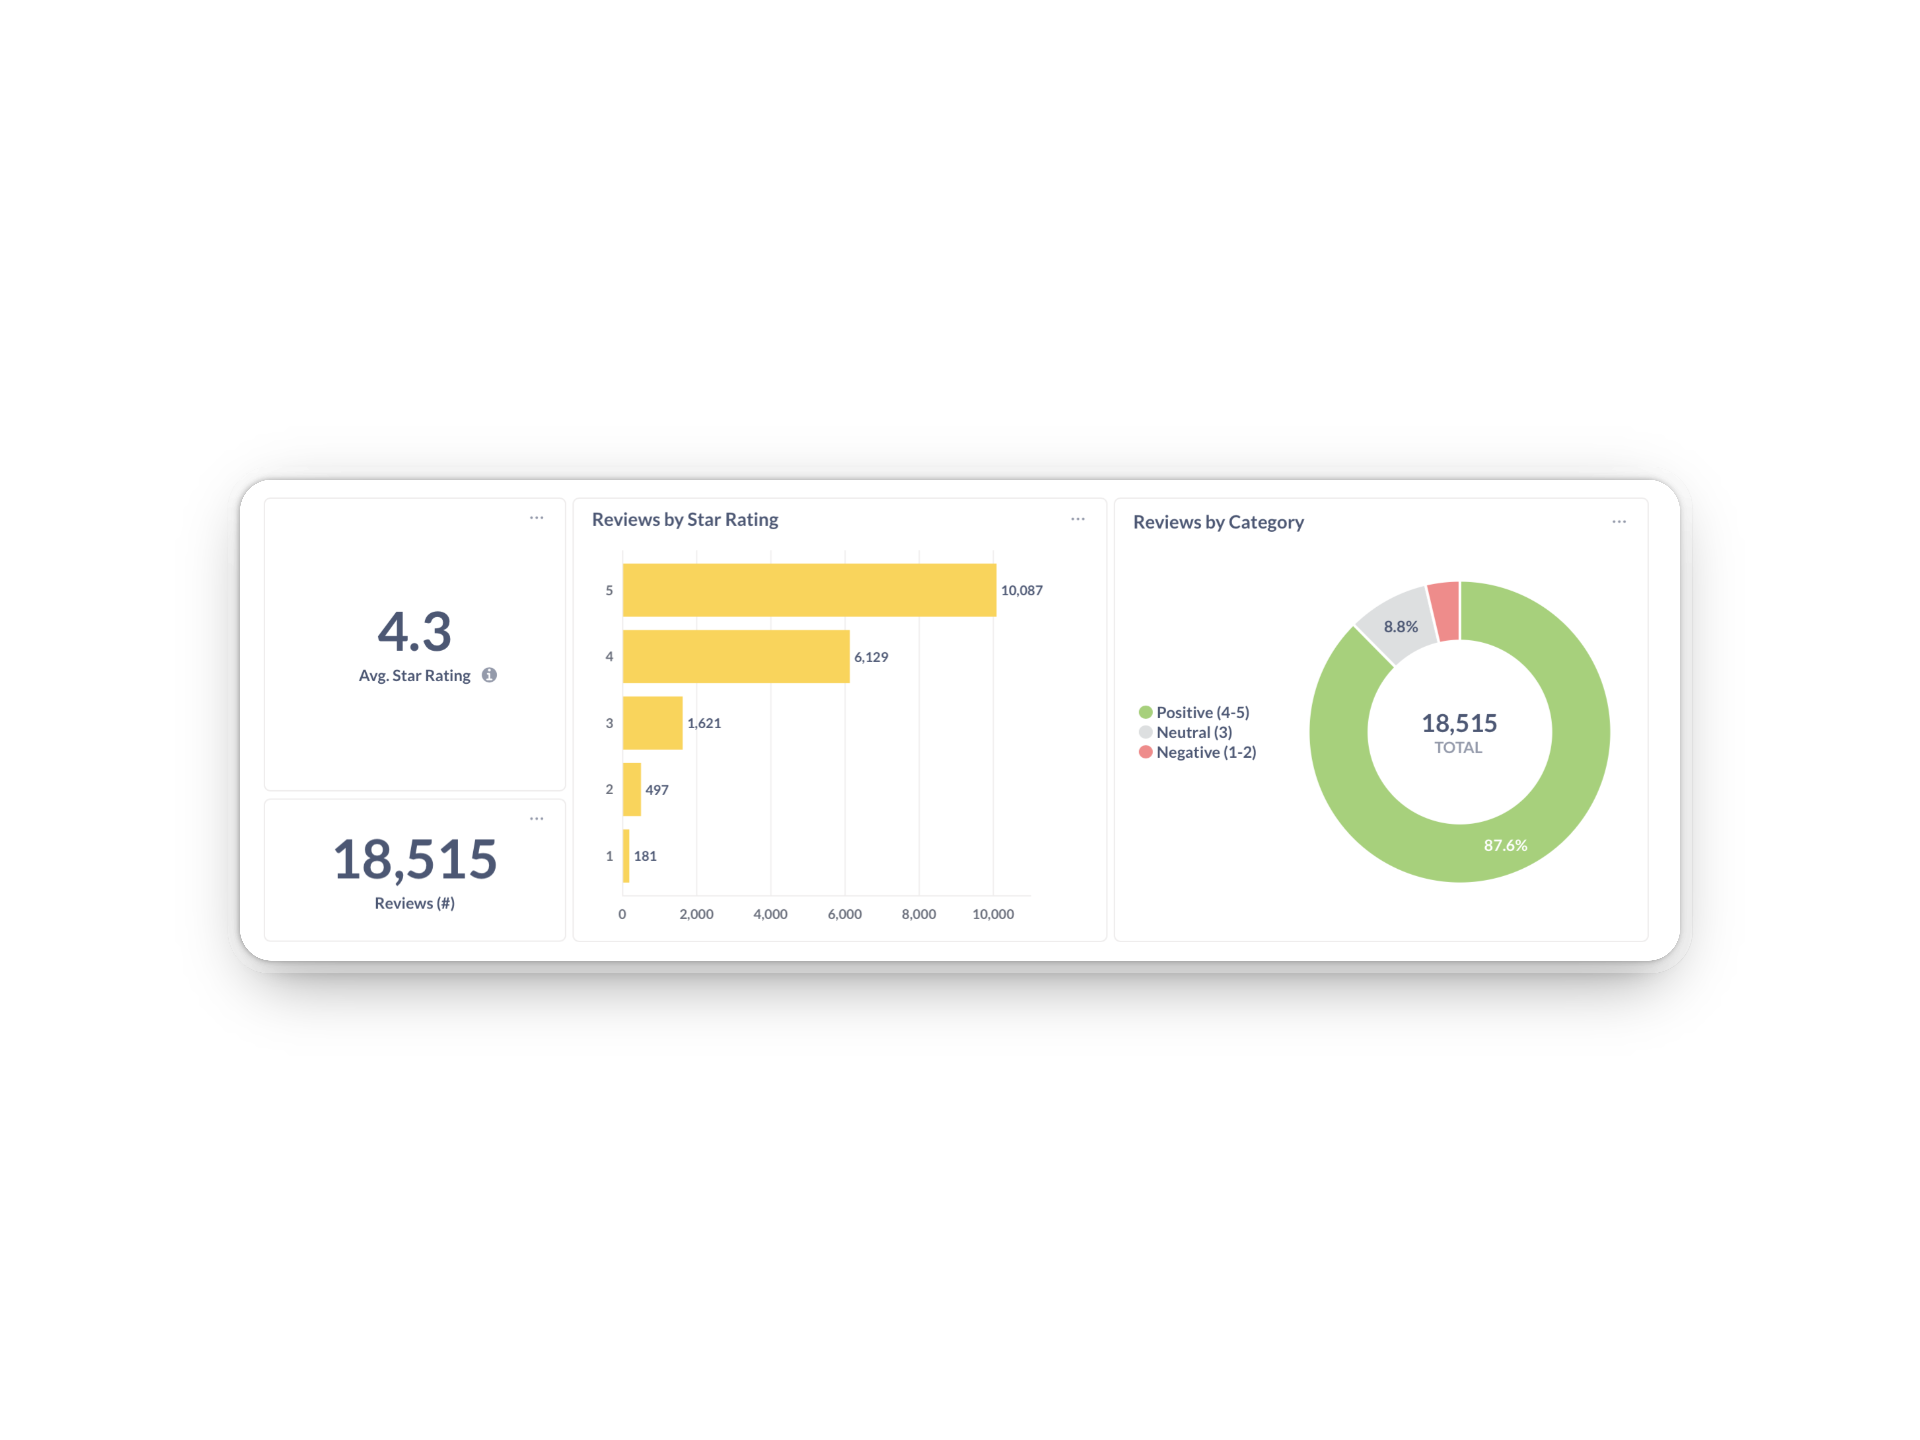 4.3
Avg. Star Rating
18,515
Reviews (#)
Reviews by Star Rating
5
10,087
4
6,129
3
1,621
2
497
1
181
0 2,000 4,000 6,000 8,000 10,000
Reviews by Category
Positive (4-5)
Neutral (3)
Negative (1-2)
8.8%
18,515
TOTAL
87.6%